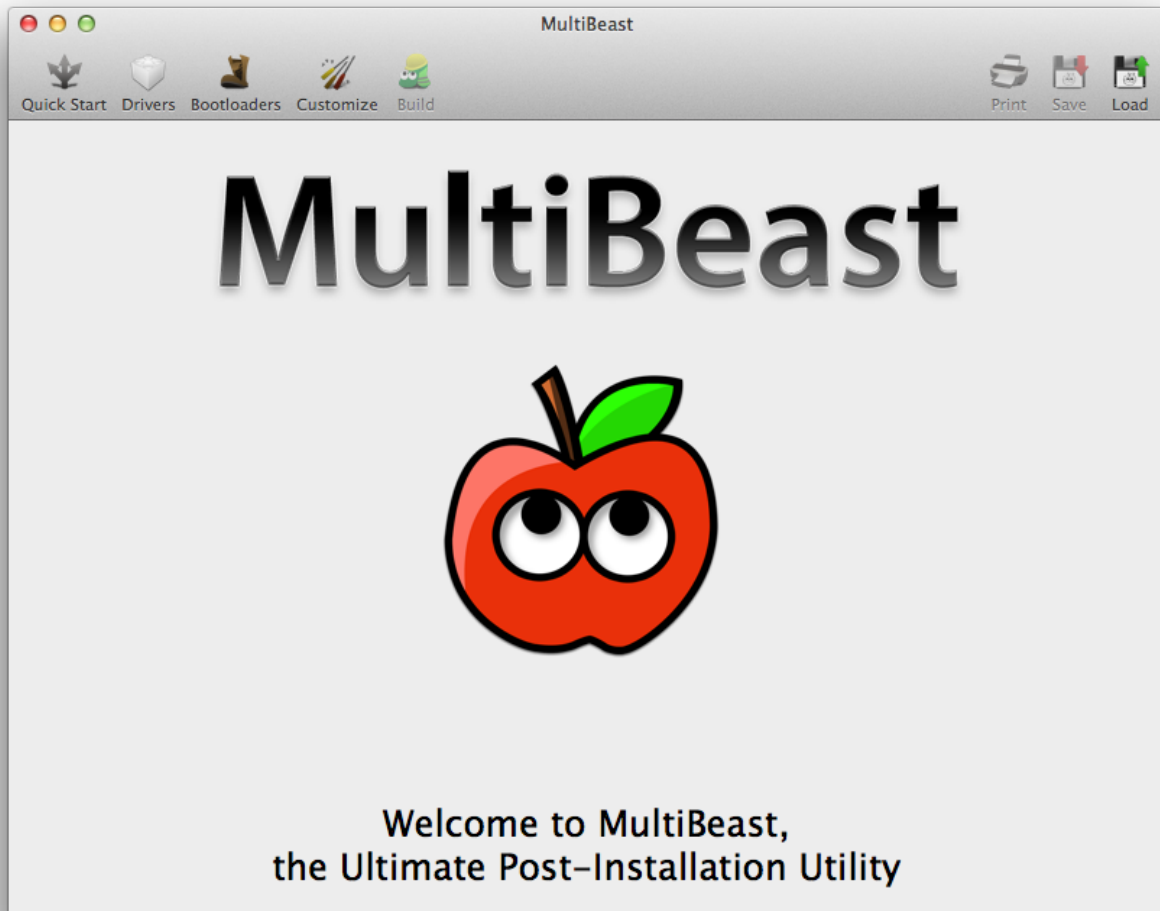 MultiBeast
Quick Start Drivers Bootloaders Customize Build Print Save Load
MultiBeast
Welcome to MultiBeast,
the Ultimate Post-Installation Utility